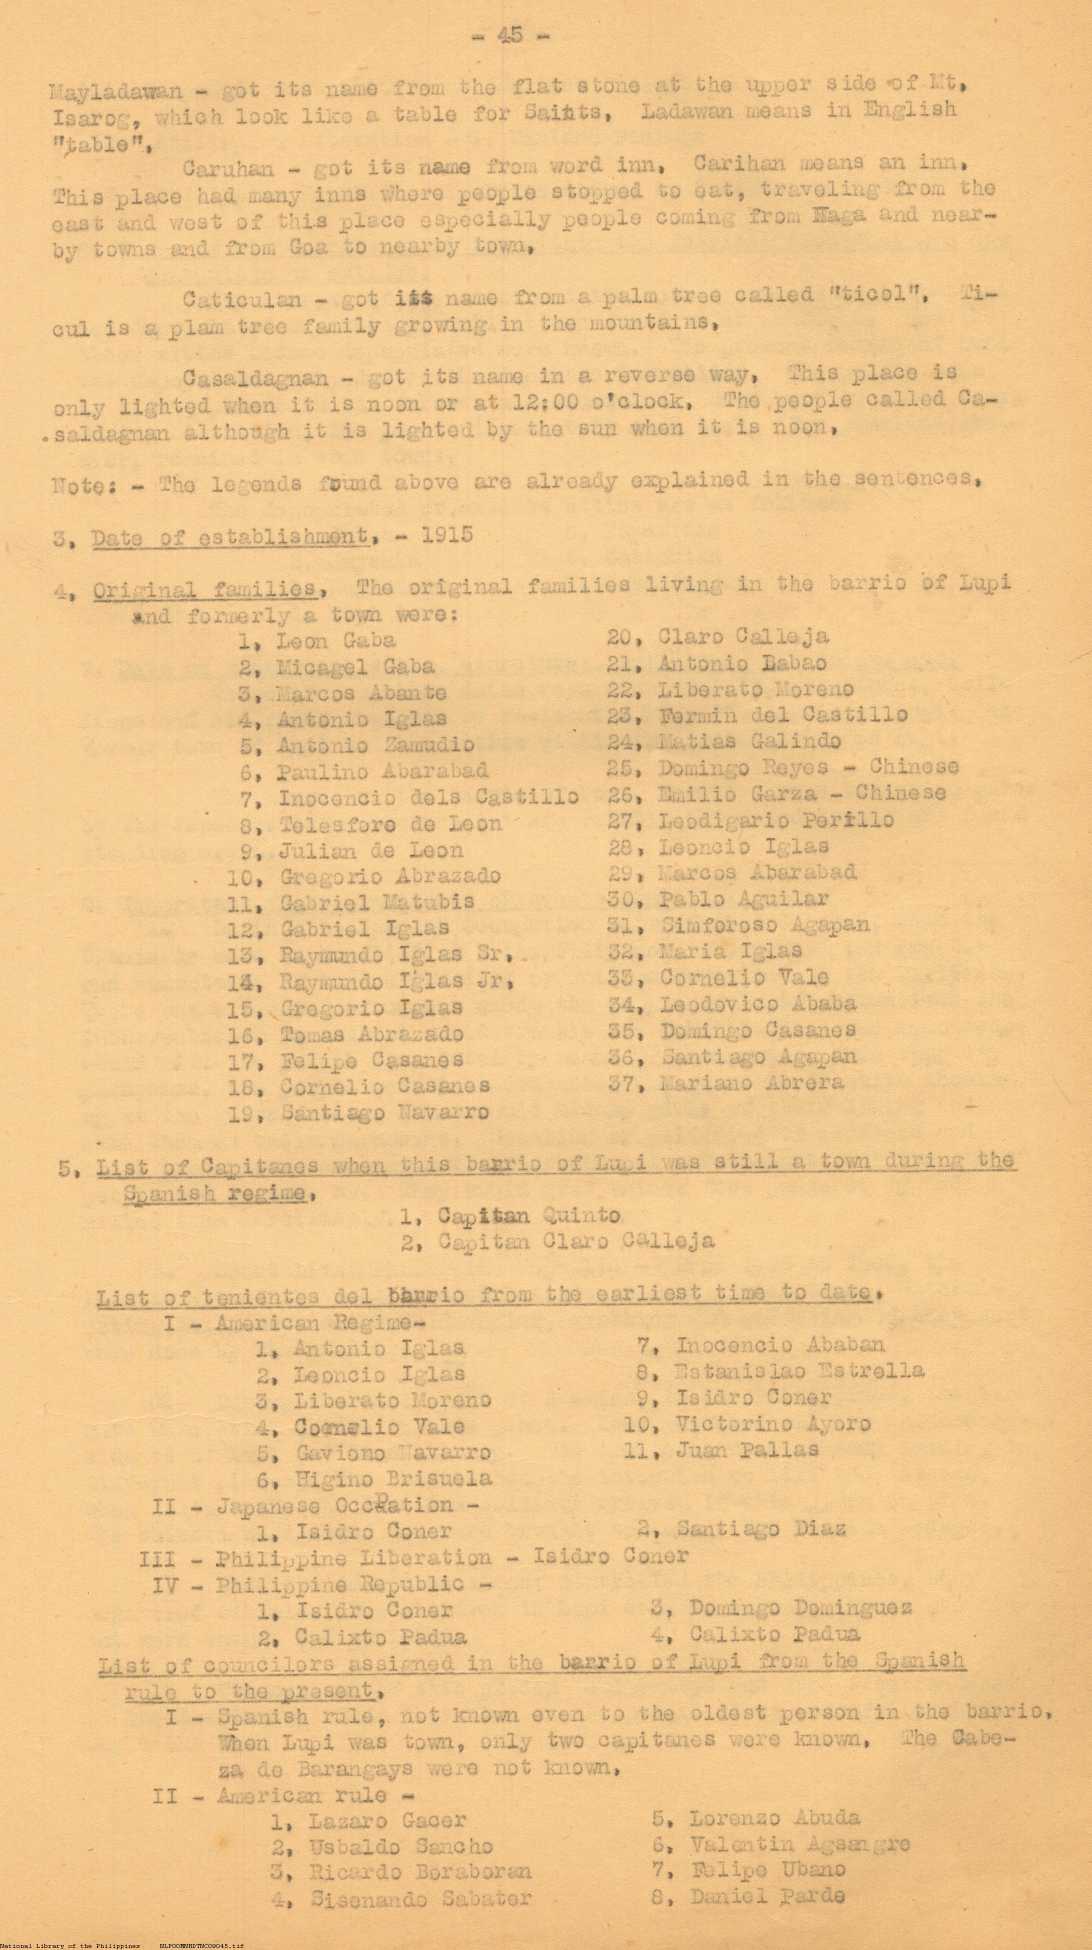 - 45 -
Mayladawan - got its name from the flat stone at the upper side of Mt.
Isarog, which look like a table for Saints. Ladawan means in English
"table".
Caruhan - got its name from word inn. Carihan means an inn.
This place had many inns where people stopped to eat, traveling from the
east and west of this place especially people coming from Naga and near-
by towns and from Goa to nearby town.
Caticulan - got its name from a palm tree called "ticol". Ti-
cul is a plam tree family growing in the mountains.
Casaldagnan - got its name in a reverse way. This place is
only lighted when it is noon or at 12:00 o'clock. The people called Ca-
saldagnan although it is lighted by the sun when it is noon.
Note: - The legends found above are already explained in the sentences.
3. Date of establishment. - 1915
4. Original families. The original families living in the barrio of Lupi
and formerly a town were:
1. Leon Gaba
2. Micagel Gaba
3. Marcos Abante
4. Antonio Iglas
5. Antonio Zamudio
6. Paulino Abarabad
7. Inocencio dels Castillo
8. Telesforo de Leon
9. Julian de Leon
10. Gregorio Abrazado
11. Gabriel Matubis
12. Gabriel Iglas
13. Raymundo Iglas Sr.
14. Raymundo Iglas Jr.
15. Gregorio Iglas
16. Tomas Abrazado
17. Felipe Casanes
18. Cornelio Casanes
19. Santiago Navarro
20. Claro Calleja
21. Antonio Babao
22. Liberato Moreno
23. Fermin del Castillo
24. Matias Galindo
25. Domingo Reyes - Chinese
26. Emilio Garza - Chinese
27. Leodigario Perillo
28. Leoncio Iglas
29. Marcos Abarabad
30. Pablo Aguilar
31. Simforoso Agapan
32. Maria Iglas
33. Cornelio Vale
34. Leodovico Ababa
35. Domingo Casanes
36. Santiago Agapan
37. Mariano Abrera
5. List of Capitanes when this barrio of Lupi was still a town during the
Spanish regime.
1. Capitan Quinto
2. Capitan Claro Calleja
List of tenientes del barrio from the earliest time to date.
I - American Regime-
1. Antonio Iglas
2. Leoncio Iglas
3. Liberato Moreno
4. Cornelio Vale
5. Gaviono Navarro
6. Higino Brisuela
7. Inocencio Ababan
8. Estanislao Estrella
9. Isidro Coner
10. Victorino Ayoro
11. Juan Pallas
II - Japanese Occpation -
1. Isidro Coner
2. Santiago Diaz
III - Philippine Liberation - Isidro Coner
IV - Philippine Republic -
1. Isidro Coner
2. Calixto Padua
3. Domingo Dominguez
4. Calixto Padua
List of councilors assigned in the barrio of Lupi from the Spanish
rule to the present.
I - Spanish rule, not known even to the oldest person in the barrio.
When Lupi was town, only two capitanes were known. The Cabe-
za de Barangays were not known.
II - American rule -
1. Lazaro Gacer
2. Usbaldo Sancho
3. Ricardo Beraboran
4. Sisenando Sabater
5. Lorenzo Abuda
6. Valentin Agsangre
7. Felipe Ubano
8. Daniel Parde
National Library of the Philippines NLPOOMNHDTNC09045.tif